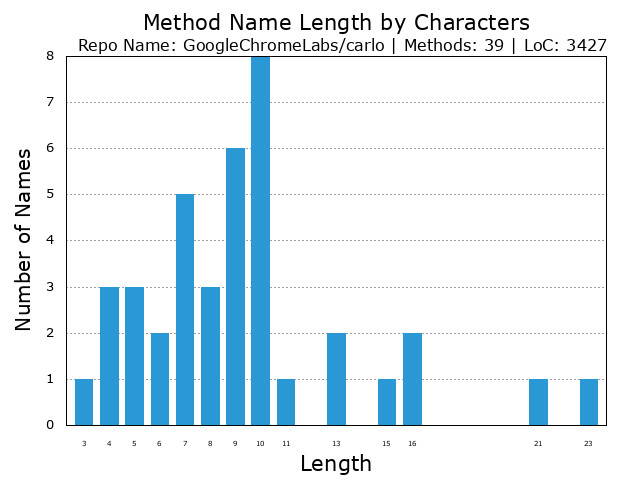 Method Name Length by Characters
Repo Name: GoogleChromeLabs/carlo | Methods: 39 | LoC: 3427
Number of Names
8
7
6
5
4
3
2
1
0
3 4 5 6 7 8 9 10 11 13 15 16 21 23
Length